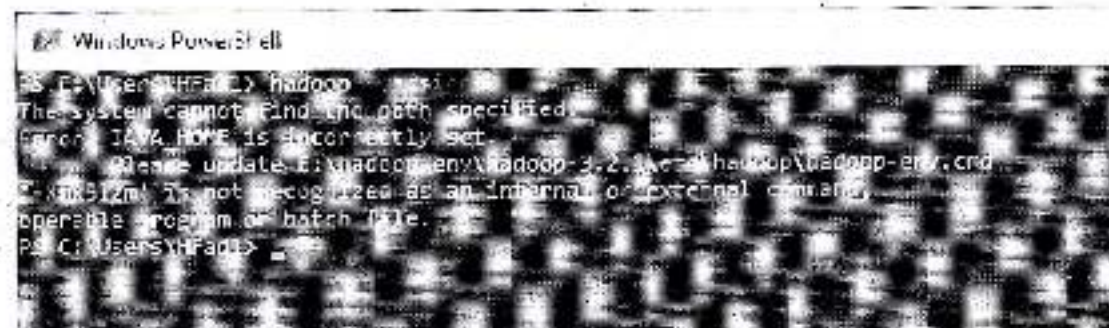 Windows PowerShell
PS C:\Users\HFadl> hadoop
The system cannot find the path specified.
Error: JAVA_HOME is incorrectly set.
Please update E:\hadoop-env\hadoop-3.2.1\etc\hadoop\hadoop-env.cmd
'-Xmx512m' is not recognized as an internal or external command,
operable program or batch file.
PS C:\Users\HFadl>